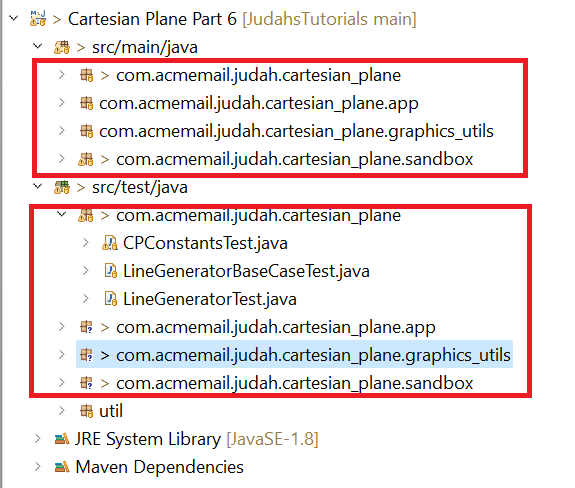 > Cartesian Plane Part 6 [JudahsTutorials main]
> src/main/java
> com.acmemail.judah.cartesian_plane
com.acmemail.judah.cartesian_plane.app
com.acmemail.judah.cartesian_plane.graphics_utils
> com.acmemail.judah.cartesian_plane.sandbox
> src/test/java
> com.acmemail.judah.cartesian_plane
CPConstantsTest.java
LineGeneratorBaseCaseTest.java
LineGeneratorTest.java
> com.acmemail.judah.cartesian_plane.app
> com.acmemail.judah.cartesian_plane.graphics_utils
> com.acmemail.judah.cartesian_plane.sandbox
util
JRE System Library [JavaSE-1.8]
Maven Dependencies